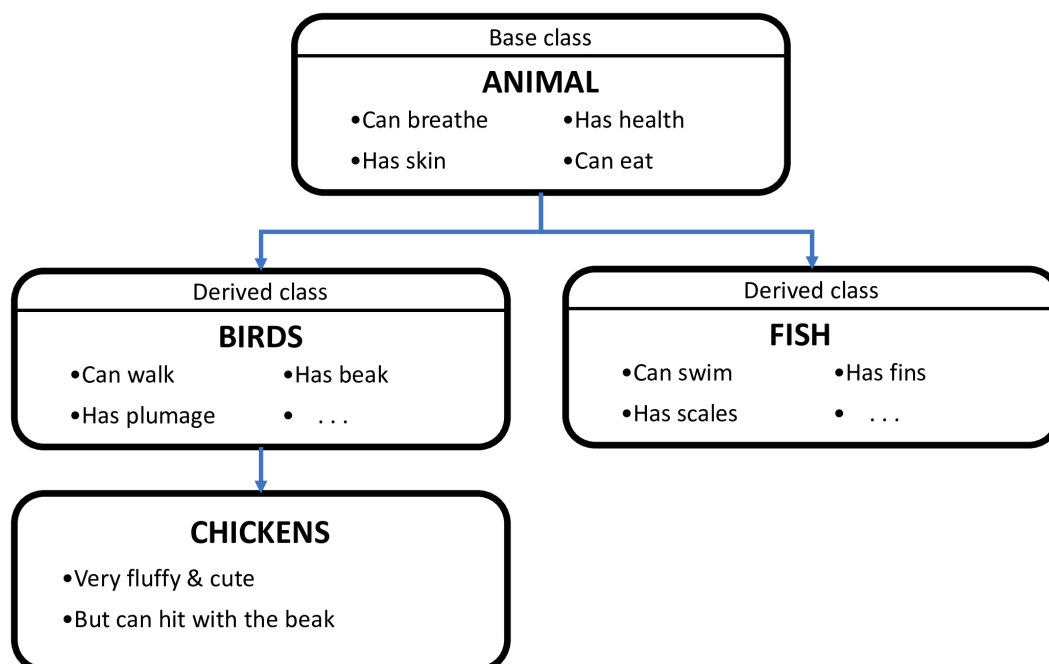 Base class
ANIMAL
•Can breathe •Has health
•Has skin •Can eat
Derived class
BIRDS
•Can walk •Has beak
•Has plumage • . . .
Derived class
FISH
•Can swim •Has fins
•Has scales • . . .
CHICKENS
•Very fluffy & cute
•But can hit with the beak